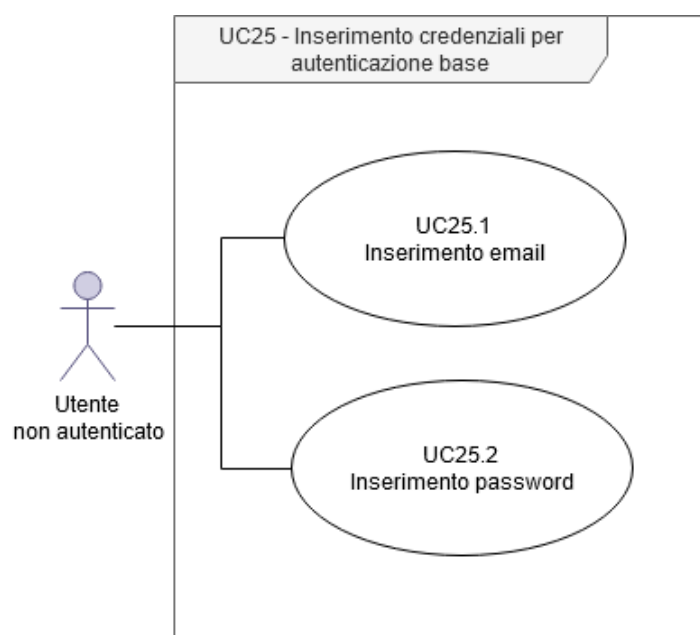 UC25 - Inserimento credenziali per
autenticazione base
UC25.1
Inserimento email
Utente
non autenticato
UC25.2
Inserimento password